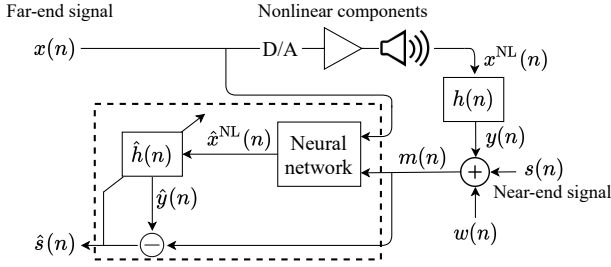 Far-end signal
Nonlinear components
x(n)
D/A
x^NL(n)
h(n)
y(n)
ĥ(n)
x̂^NL(n)
Neural
network
m(n)
+
s(n)
Near-end signal
ŷ(n)
w(n)
ŝ(n)
−